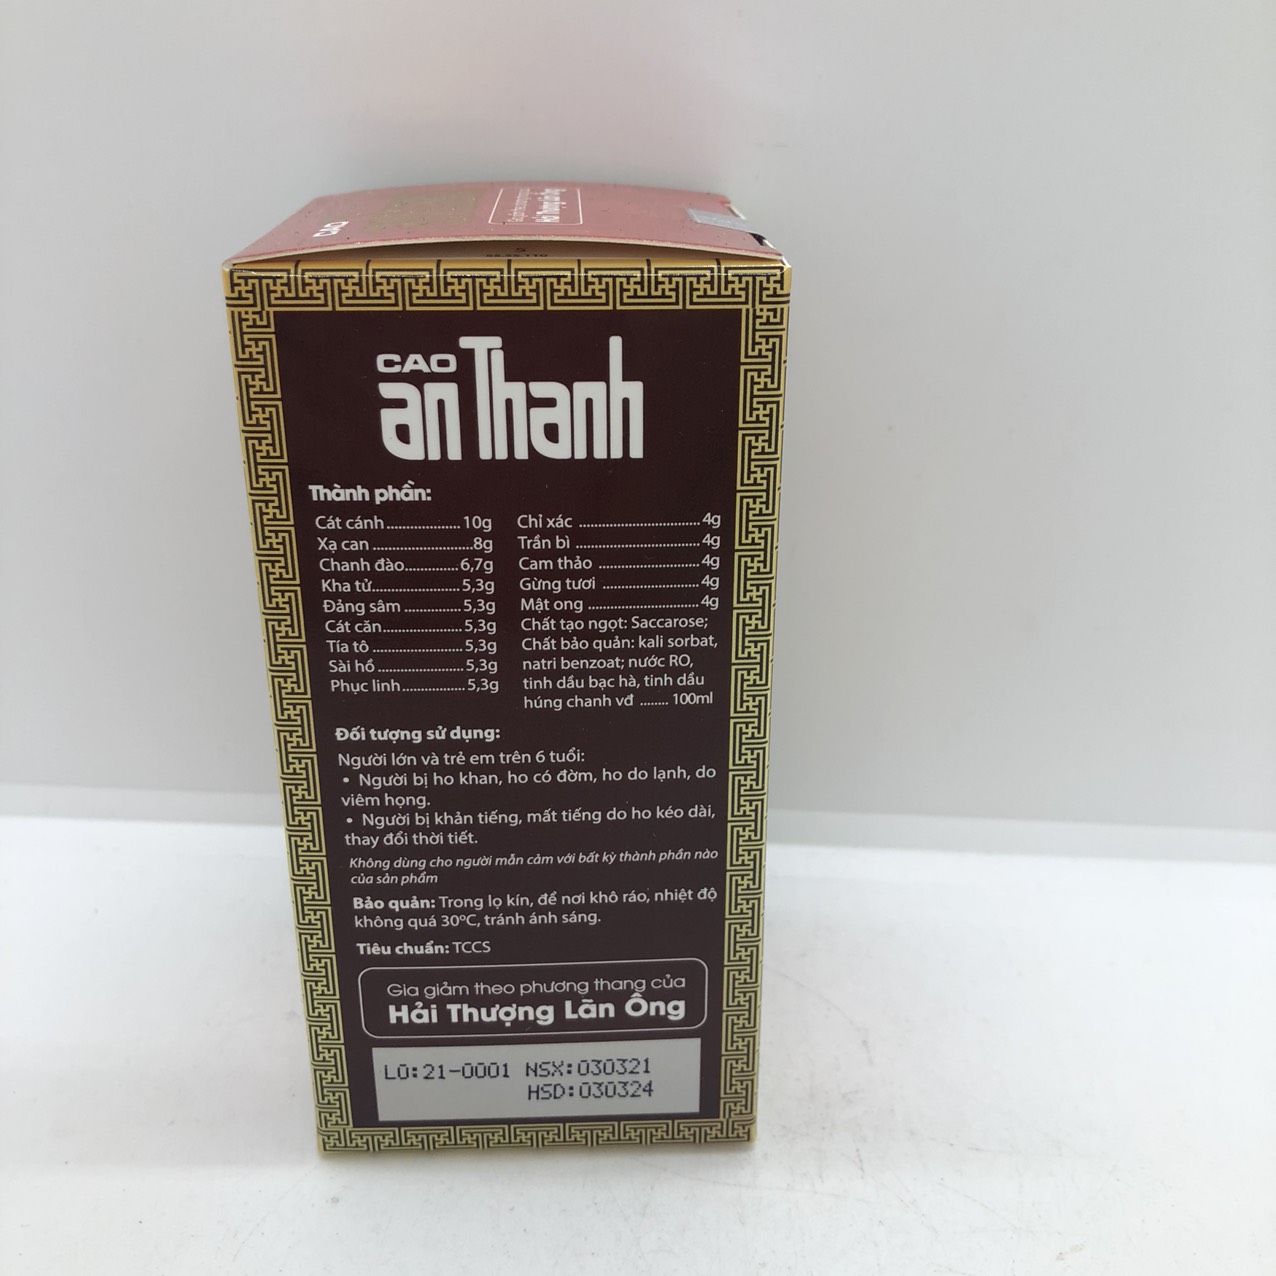 CAO
Hải Thượng Lãn Ông
CAO
an Thanh
Thành phần:
Cát cánh...................10g
Xạ can.........................8g
Chanh đào..............6,7g
Kha tử......................5,3g
Đảng sâm ...............5,3g
Cát căn.....................5,3g
Tía tô ........................5,3g
Sài hồ ......................5,3g
Phục linh.................5,3g
Chỉ xác ...............................4g
Trần bì ................................4g
Cam thảo ..........................4g
Gừng tươi .........................4g
Mật ong .............................4g
Chất tạo ngọt: Saccarose;
Chất bảo quản: kali sorbat,
natri benzoat; nước RO,
tinh dầu bạc hà, tinh dầu
húng chanh vđ ........ 100ml
Đối tượng sử dụng:
Người lớn và trẻ em trên 6 tuổi:
• Người bị ho khan, ho có đờm, ho do lạnh, do
viêm họng.
• Người bị khản tiếng, mất tiếng do ho kéo dài,
thay đổi thời tiết.
Không dùng cho người mẫn cảm với bất kỳ thành phần nào
của sản phẩm
Bảo quản: Trong lọ kín, để nơi khô ráo, nhiệt độ
không quá 30ºC, tránh ánh sáng.
Tiêu chuẩn: TCCS
Gia giảm theo phương thang của
Hải Thượng Lãn Ông
LÔ:21-0001 NSX:030321
HSD:030324